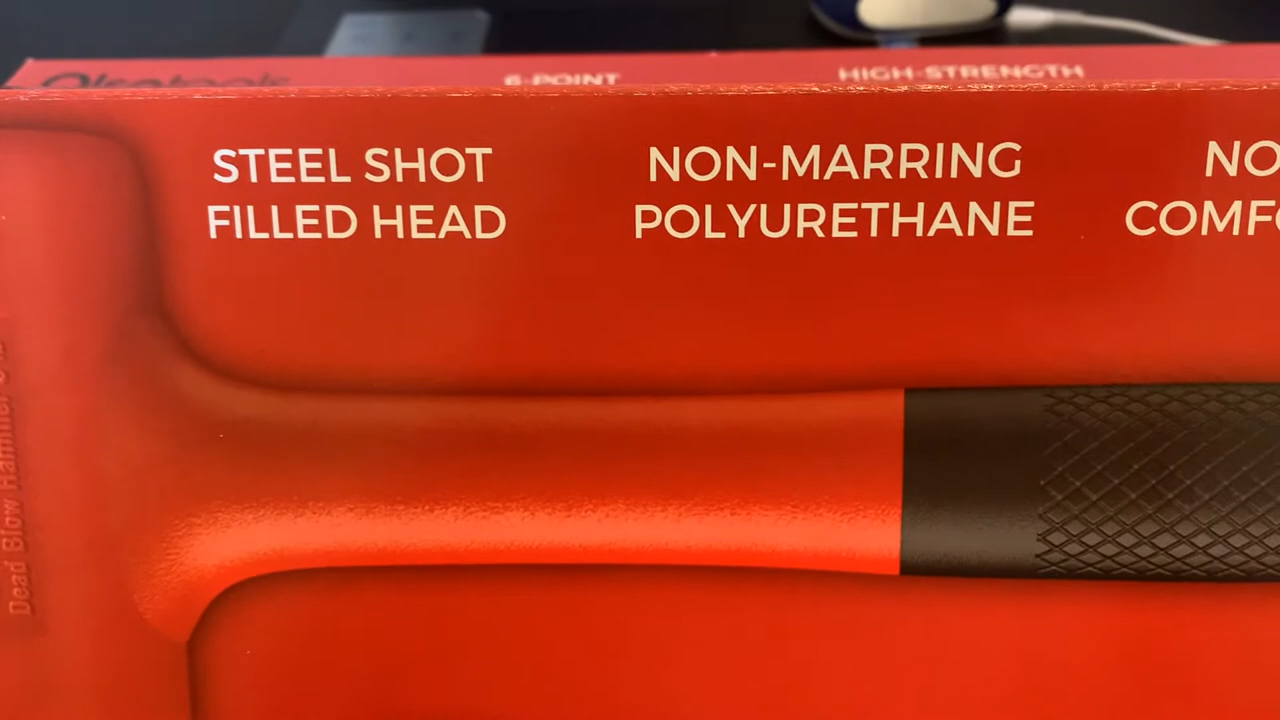 6-POINT
HIGH-STRENGTH
STEEL SHOT
FILLED HEAD
NON-MARRING
POLYURETHANE
NO
COMFO
Dead Blow Hammer